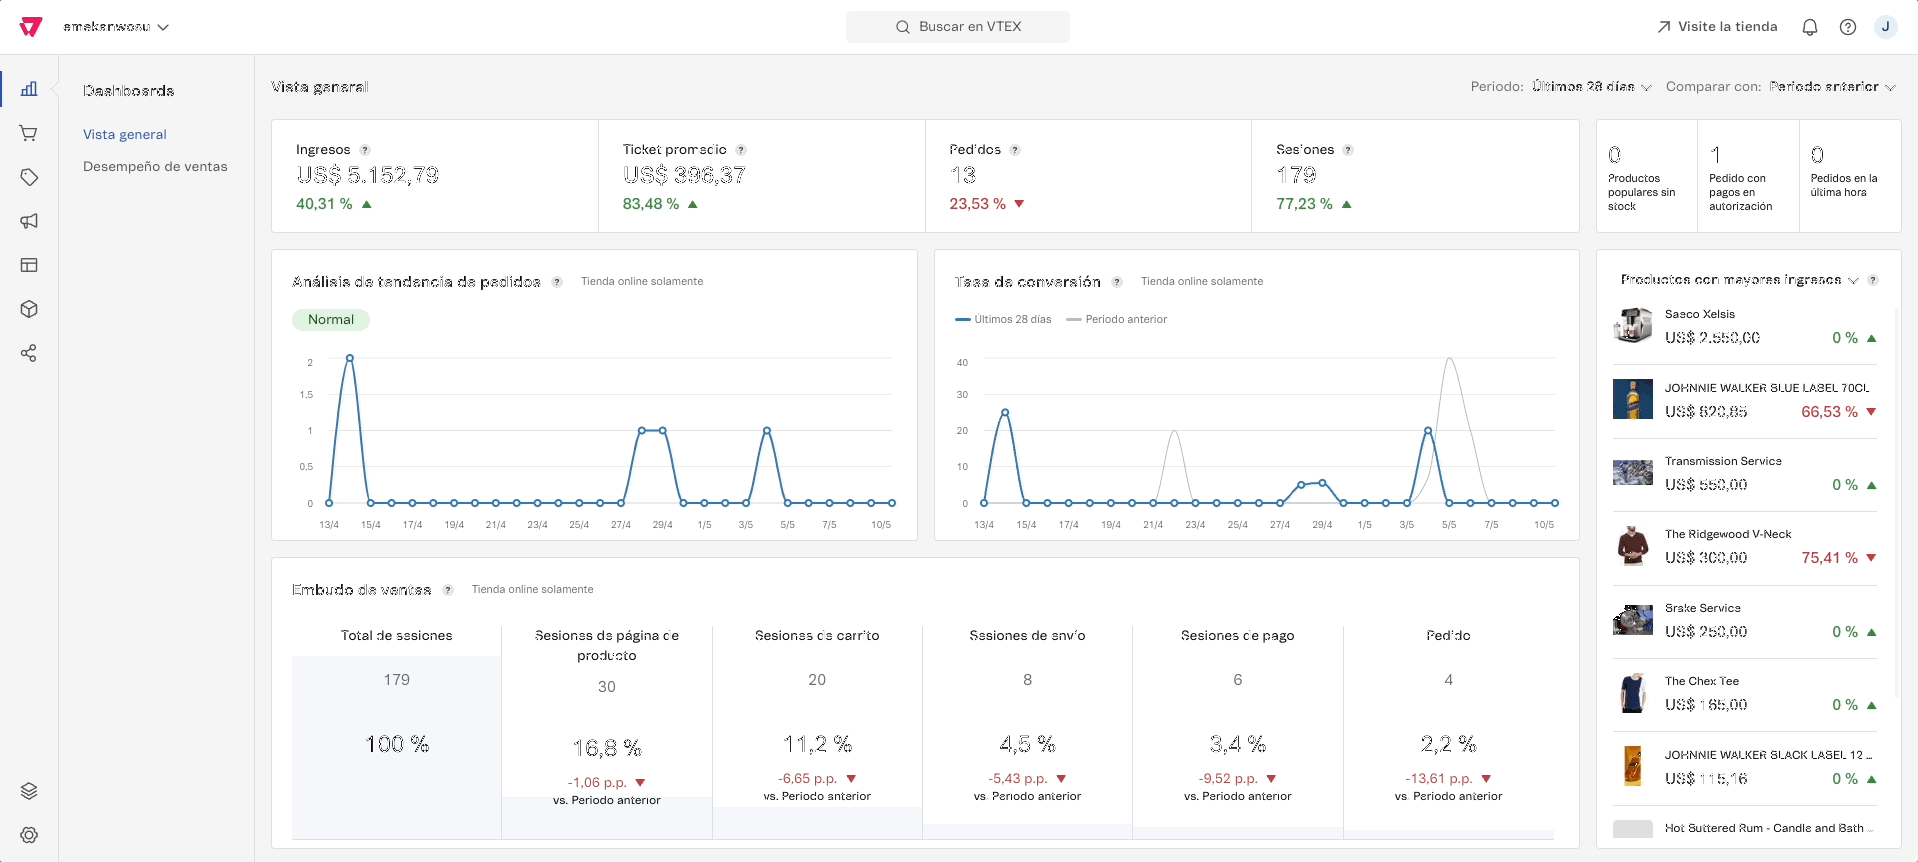 emekanwosu
Buscar en VTEX
Visite la tienda
J
Dashboards
Vista general
Desempeño de ventas
Vista general
Periodo: Últimos 28 días
Comparar con: Periodo anterior
Ingresos ?
US$ 5.152,79
40,31 %
Ticket promedio ?
US$ 396,37
83,48 %
Pedidos ?
13
23,53 %
Sesiones ?
179
77,23 %
0
Productos
populares sin
stock
1
Pedido con
pagos en
autorización
0
Pedidos en la
última hora
Análisis de tendencia de pedidos ? Tienda online solamente
Normal
2
1,5
1
0,5
0
13/4 15/4 17/4 19/4 21/4 23/4 25/4 27/4 29/4 1/5 3/5 5/5 7/5 10/5
Tasa de conversión ? Tienda online solamente
Últimos 28 días Periodo anterior
40
30
20
10
0
13/4 15/4 17/4 19/4 21/4 23/4 25/4 27/4 29/4 1/5 3/5 5/5 7/5 10/5
Productos con mayores ingresos ?
Saeco Xelsis
US$ 2.550,00 0 %
JOHNNIE WALKER BLUE LABEL 70CL
US$ 820,85 66,53 %
Transmission Service
US$ 550,00 0 %
The Ridgewood V-Neck
US$ 300,00 75,41 %
Brake Service
US$ 250,00 0 %
The Chex Tee
US$ 165,00 0 %
JOHNNIE WALKER BLACK LABEL 12 ...
US$ 115,16 0 %
Hot Buttered Rum - Candle and Bath ...
Embudo de ventas ? Tienda online solamente
Total de sesiones
179
100 %
Sesiones de página de
producto
30
16,8 %
-1,06 p.p.
vs. Periodo anterior
Sesiones de carrito
20
11,2 %
-6,65 p.p.
vs. Periodo anterior
Sesiones de envío
8
4,5 %
-5,43 p.p.
vs. Periodo anterior
Sesiones de pago
6
3,4 %
-9,52 p.p.
vs. Periodo anterior
Pedido
4
2,2 %
-13,61 p.p.
vs. Periodo anterior